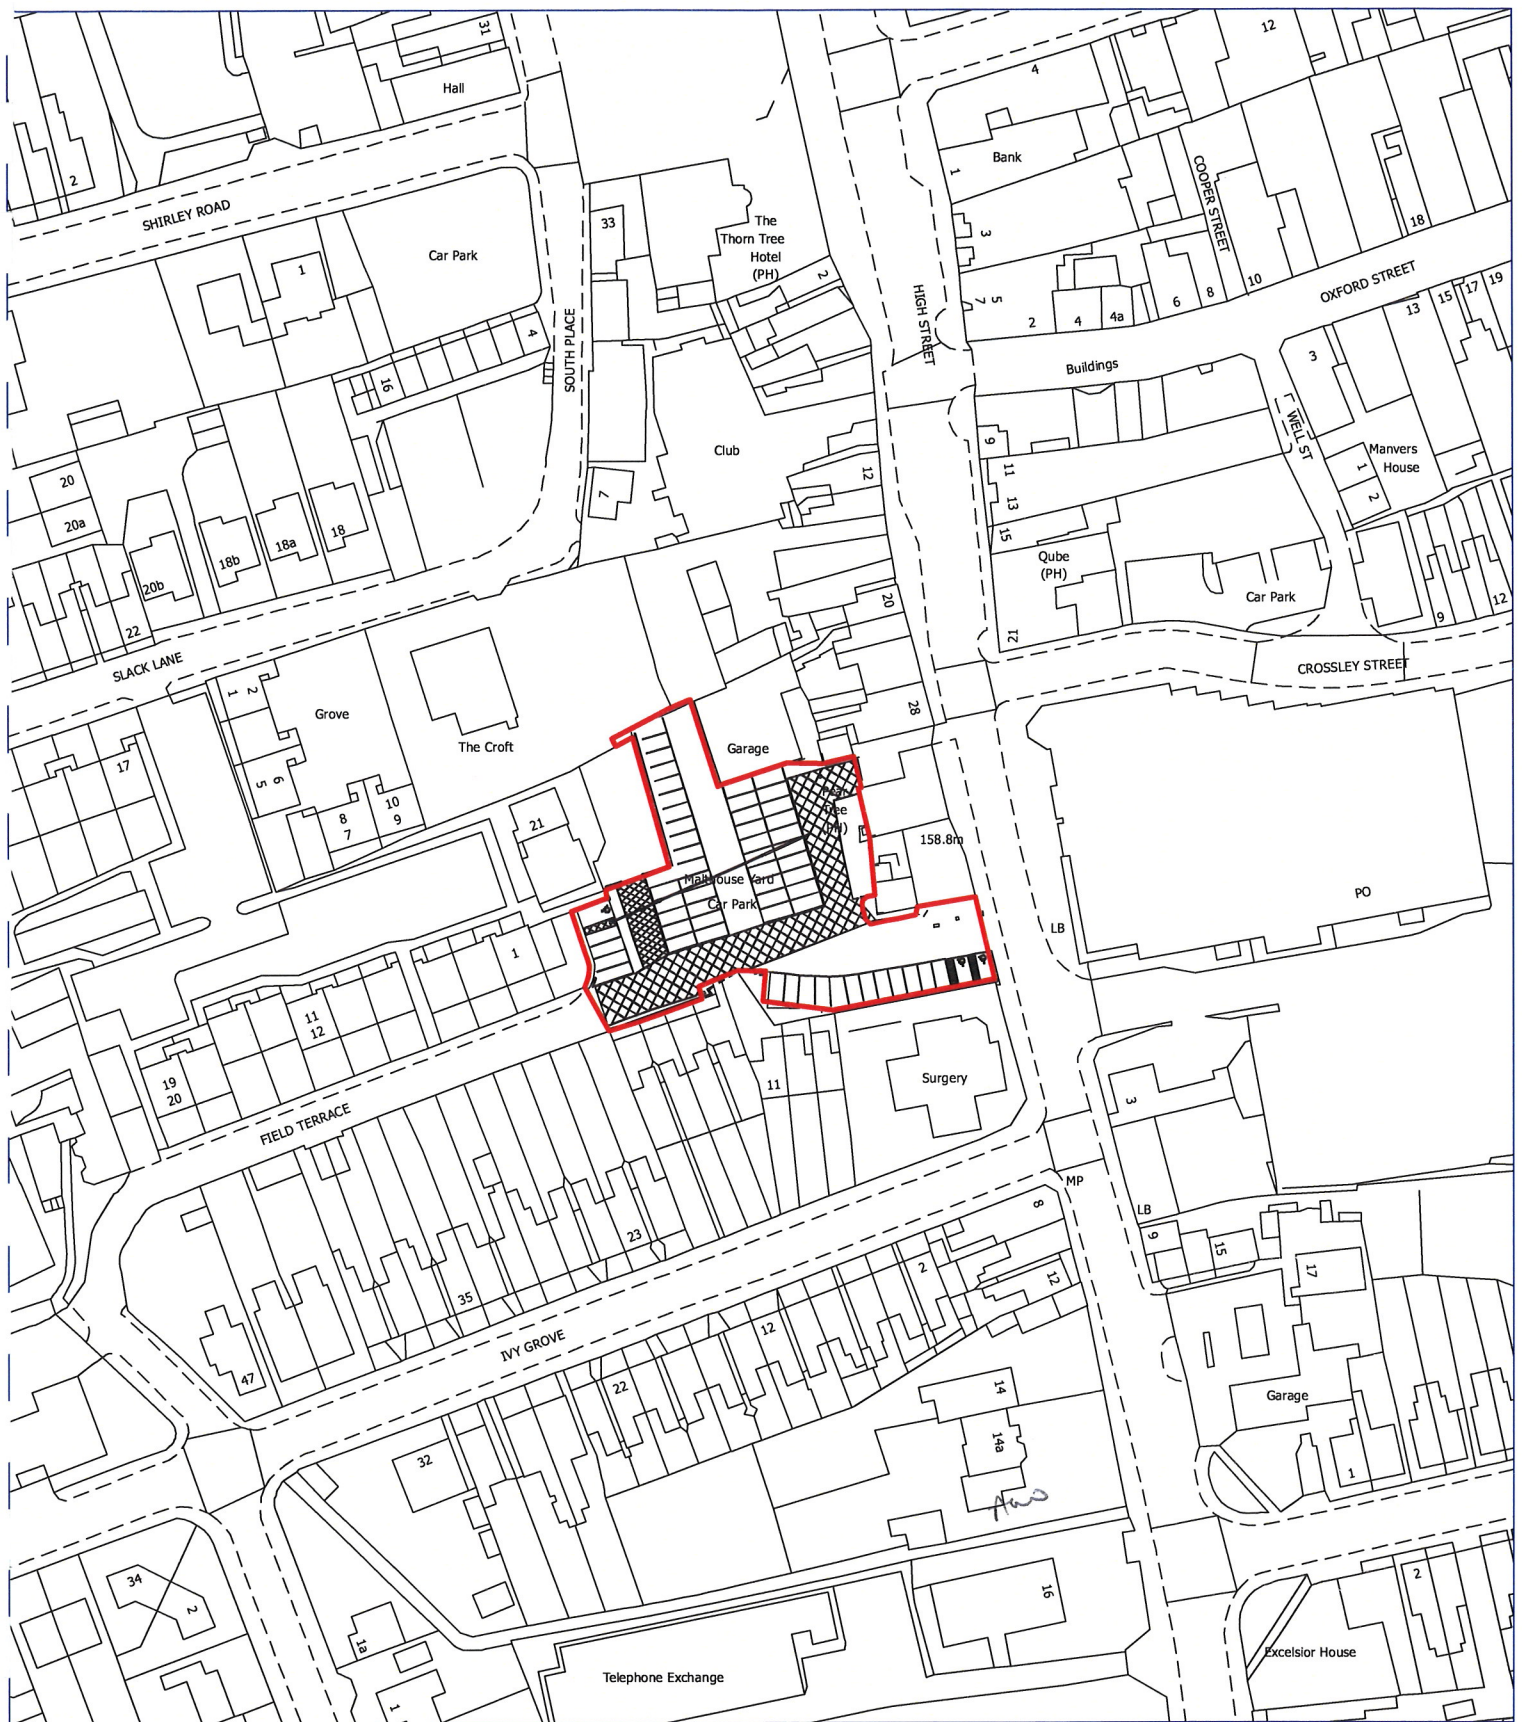 31
12
Hall
4
2
Bank
1
COOPER STREET
SHIRLEY ROAD
33
The
Thorn Tree
Hotel
(PH)
3
18
Car Park
1
2
OXFORD STREET
10
8
6
19
17
15
13
5
7
HIGH STREET
2
4
4a
4
SOUTH PLACE
16
Buildings
3
WELL ST
9
11
Club
12
Manvers
House
1
2
20
7
13
20a
15
18
18a
18b
Qube
(PH)
20b
Car Park
20
12
9
22
21
SLACK LANE
CROSSLEY STREET
1
2
Grove
28
The Croft
Garage
17
5
6
Pear
Tree
(PH)
10
9
8
7
21
158.8m
Malthouse Yard
Car Park
PO
LB
1
11
12
19
20
11
Surgery
3
FIELD TERRACE
MP
8
LB
9
15
23
2
12
17
35
12
IVY GROVE
47
22
14
Garage
14a
32
1
34
2
16
2
1a
Telephone Exchange
Excelsior House
1